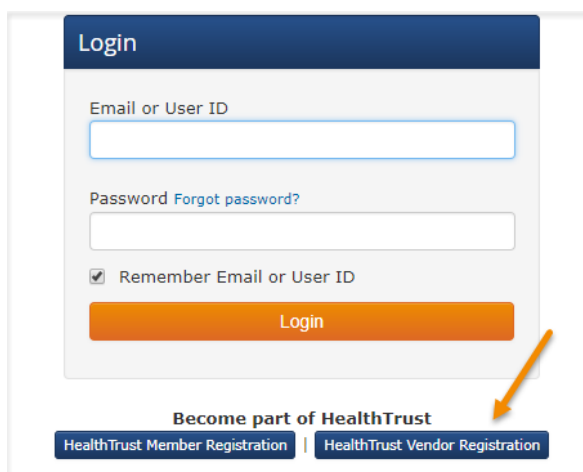 Login
Email or User ID
Password Forgot password?
Remember Email or User ID
Login
Become part of HealthTrust
HealthTrust Member Registration | HealthTrust Vendor Registration